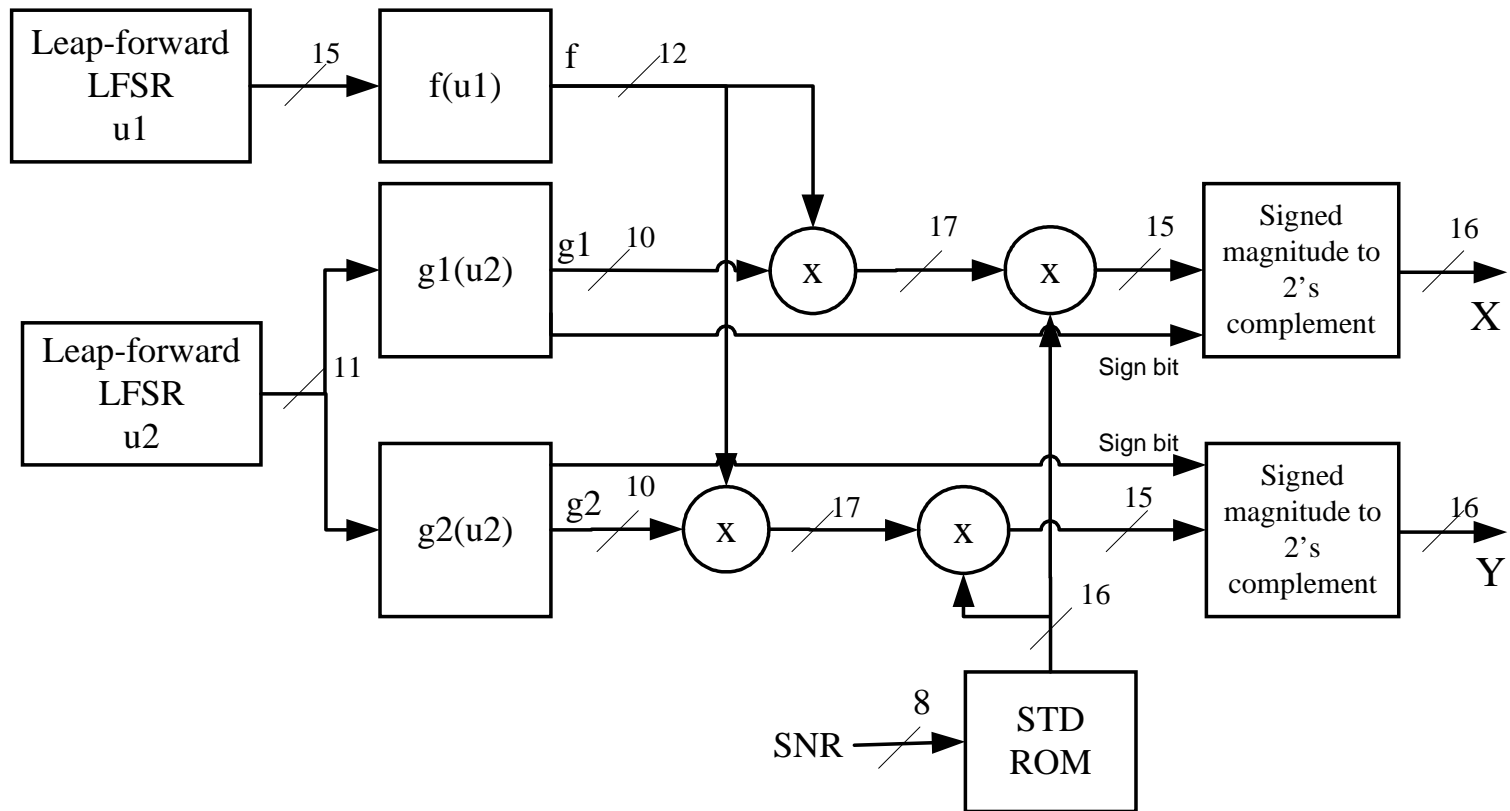 Leap-forward
LFSR
u1
15
f(u1)
f
12
g1(u2)
g1
10
x
17
x
15
Signed
magnitude to
2's
complement
16
X
Sign bit
Leap-forward
LFSR
u2
11
Sign bit
g2(u2)
g2
10
x
17
x
15
Signed
magnitude to
2's
complement
16
Y
16
SNR
8
STD
ROM